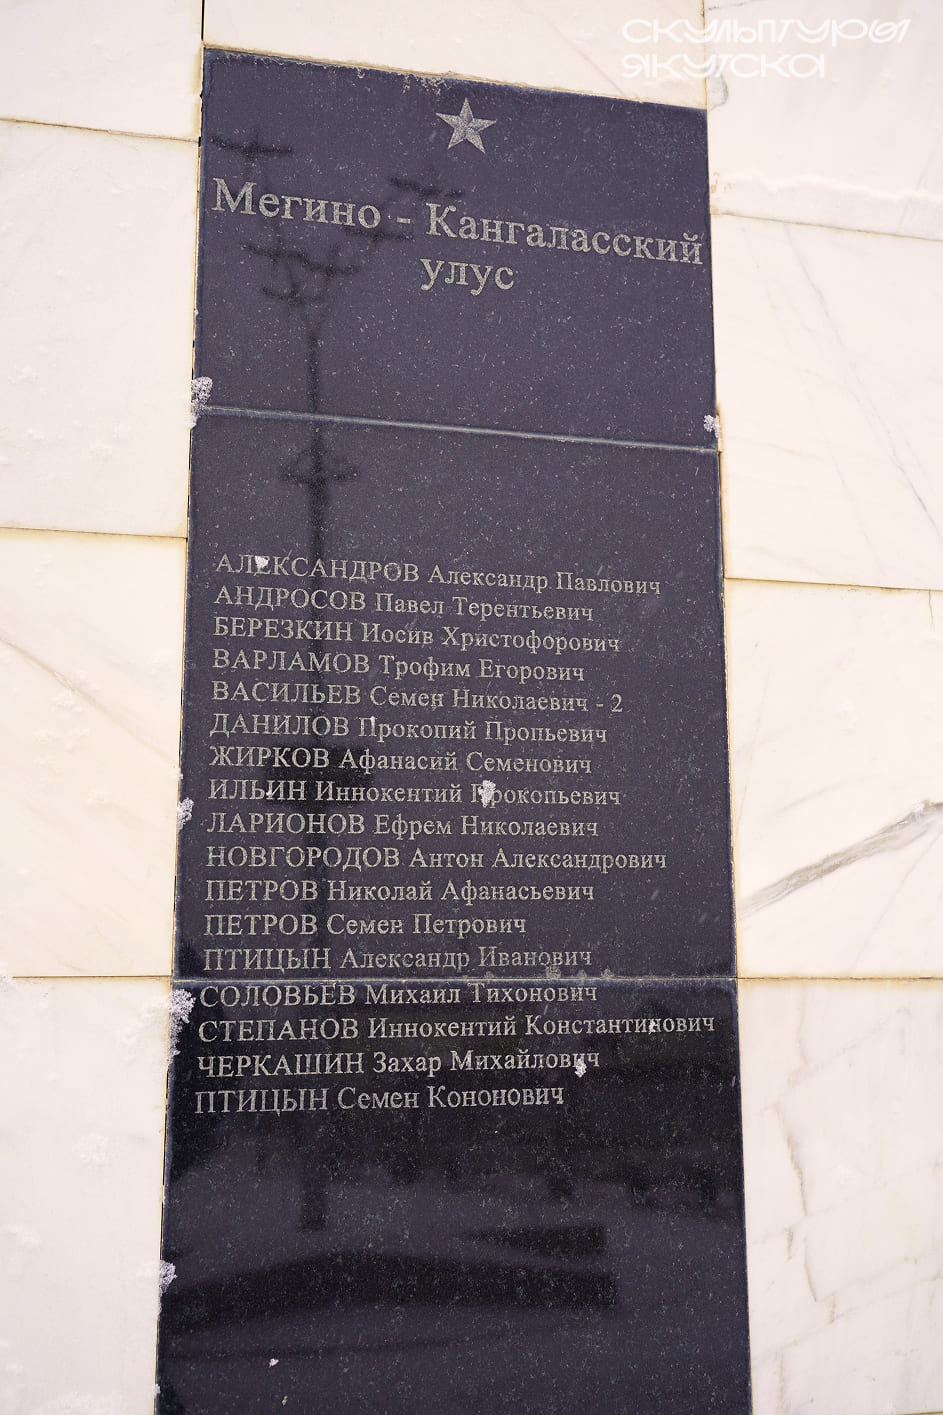 СКУЛЬПТУРЫ
ЯКУТСКА
Мегино - Кангаласский
улус
АЛЕКСАНДРОВ Александр Павлович
АНДРОСОВ Павел Терентьевич
БЕРЕЗКИН Иосив Христофорович
ВАРЛАМОВ Трофим Егорович
ВАСИЛЬЕВ Семен Николаевич - 2
ДАНИЛОВ Прокопий Пропьевич
ЖИРКОВ Афанасий Семенович
ИЛЬИН Иннокентий Прокопьевич
ЛАРИОНОВ Ефрем Николаевич
НОВГОРОДОВ Антон Александрович
ПЕТРОВ Николай Афанасьевич
ПЕТРОВ Семен Петрович
ПТИЦЫН Александр Иванович
СОЛОВЬЕВ Михаил Тихонович
СТЕПАНОВ Иннокентий Константинович
ЧЕРКАШИН Захар Михайлович
ПТИЦЫН Семен Кононович